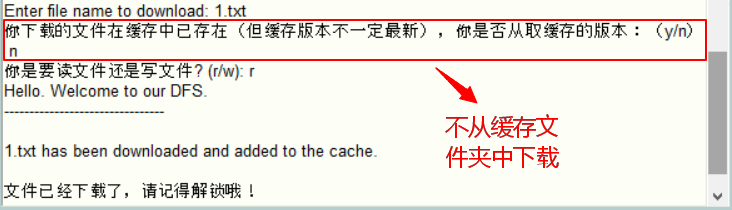 Enter file name to download: 1.txt
你下载的文件在缓存中已存在（但缓存版本不一定最新），你是否从取缓存的版本：（y/n）
n
你是要读文件还是写文件? (r/w): r
Hello. Welcome to our DFS.
--------------------------------
1.txt has been downloaded and added to the cache.
文件已经下载了，请记得解锁哦！
不从缓存文
件夹中下载